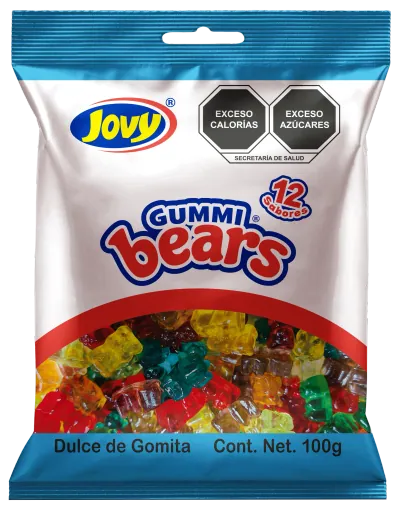 Jovy®
EXCESO
CALORÍAS
EXCESO
AZÚCARES
SECRETARÍA DE SALUD
12
Sabores
GUMMI®
bears
Dulce de Gomita Cont. Net. 100g